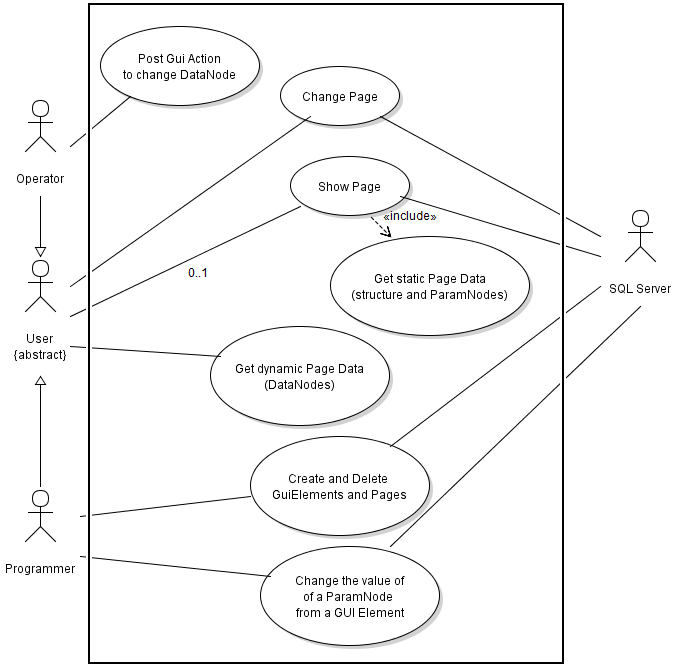 Post Gui Action
to change DataNode
Change Page
Operator
Show Page
«include»
0..1
Get static Page Data
(structure and ParamNodes)
SQL Server
User
{abstract}
Get dynamic Page Data
(DataNodes)
Create and Delete
GuiElements and Pages
Programmer
Change the value of
of a ParamNode
from a GUI Element